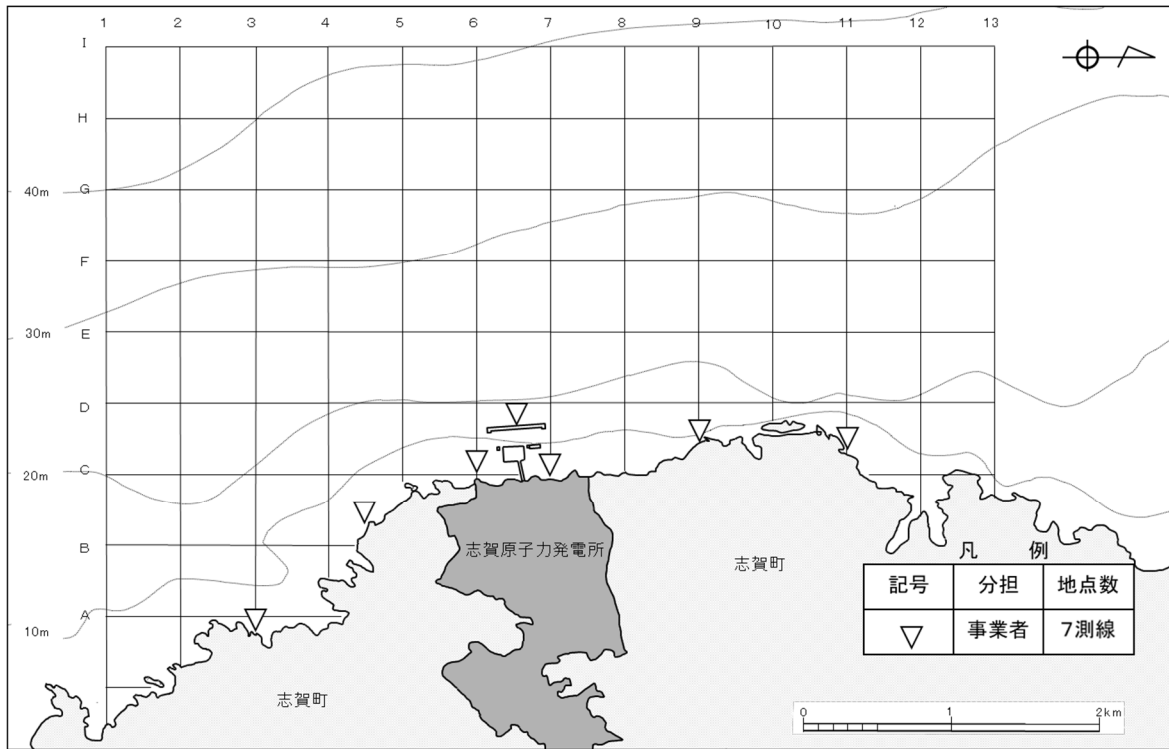 1 2 3 4 5 6 7 8 9 10 11 12 13
I
H
40m G
F
30m E
D
20m C
志賀原子力発電所
B
志賀町
凡 例
記号 分担 地点数
事業者 7測線
10m A
志賀町
0 1 2km